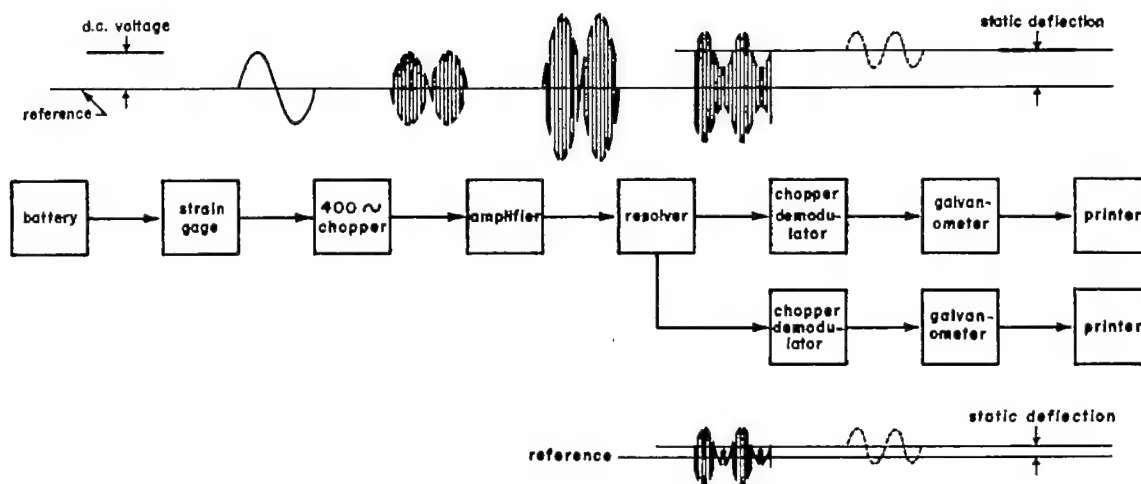 d.c. voltage
static deflection
reference
battery
strain
gage
400 ~
chopper
amplifier
resolver
chopper
demodu-
lator
galvan-
ometer
printer
chopper
demodu-
lator
galvan-
ometer
printer
static deflection
reference